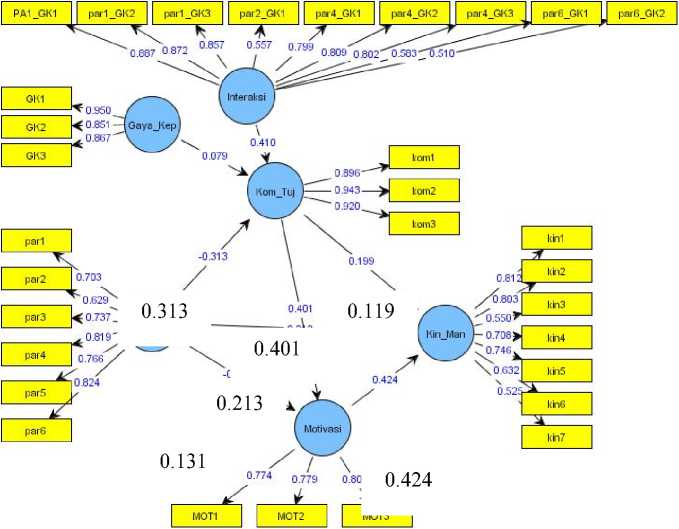 PA1_GK1 par1_GK2 par1_GK3 par2_GK1 par4_GK1 par4_GK2 par4_GK3 par6_GK1 par6_GK2
0.887 0.872 0.857 0.557 0.799 0.809 0.802 0.583 0.510
Interaksi
GK1
GK2
GK3
0.950
0.851
0.867
Gaya_Kep
0.079
0.410
Kom_Tuj
0.896
0.943
0.920
kom1
kom2
kom3
par1
par2
par3
par4
par5
par6
0.703
0.629
0.737
0.819
0.766
0.824
-0.313
0.313
0.401
0.401
0.199
0.119
0.213
0.131
Kin_Man
0.812
0.803
0.550
0.708
0.746
0.632
0.525
kin1
kin2
kin3
kin4
kin5
kin6
kin7
0.424
Motivasi
0.774 0.779
0.424
MOT1 MOT2 MOT3